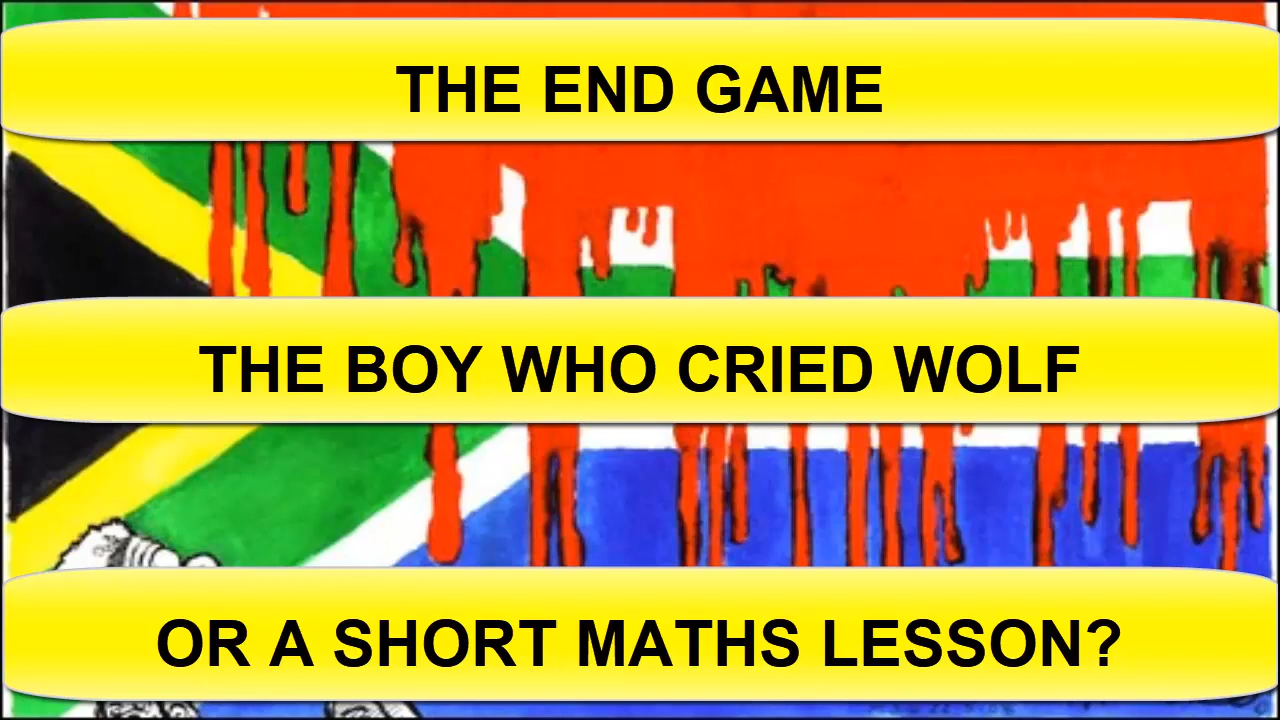 THE END GAME
THE BOY WHO CRIED WOLF
OR A SHORT MATHS LESSON?